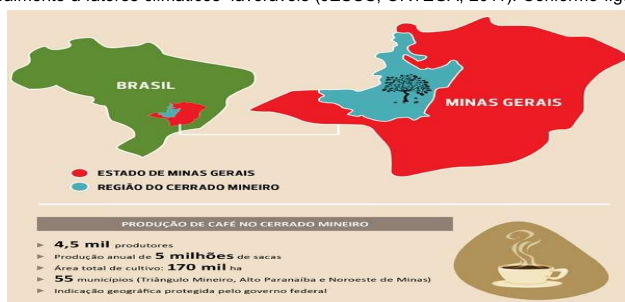 BRASIL
MINAS GERAIS
ESTADO DE MINAS GERAIS
REGIÃO DO CERRADO MINEIRO
PRODUÇÃO DE CAFÉ NO CERRADO MINEIRO
4,5 mil produtores
Produção anual de 5 milhões de sacas
Área total de cultivo: 170 mil ha
55 municípios (Triângulo Mineiro, Alto Paranaíba e Noroeste de Minas)
Indicação geográfica protegida pelo governo federal